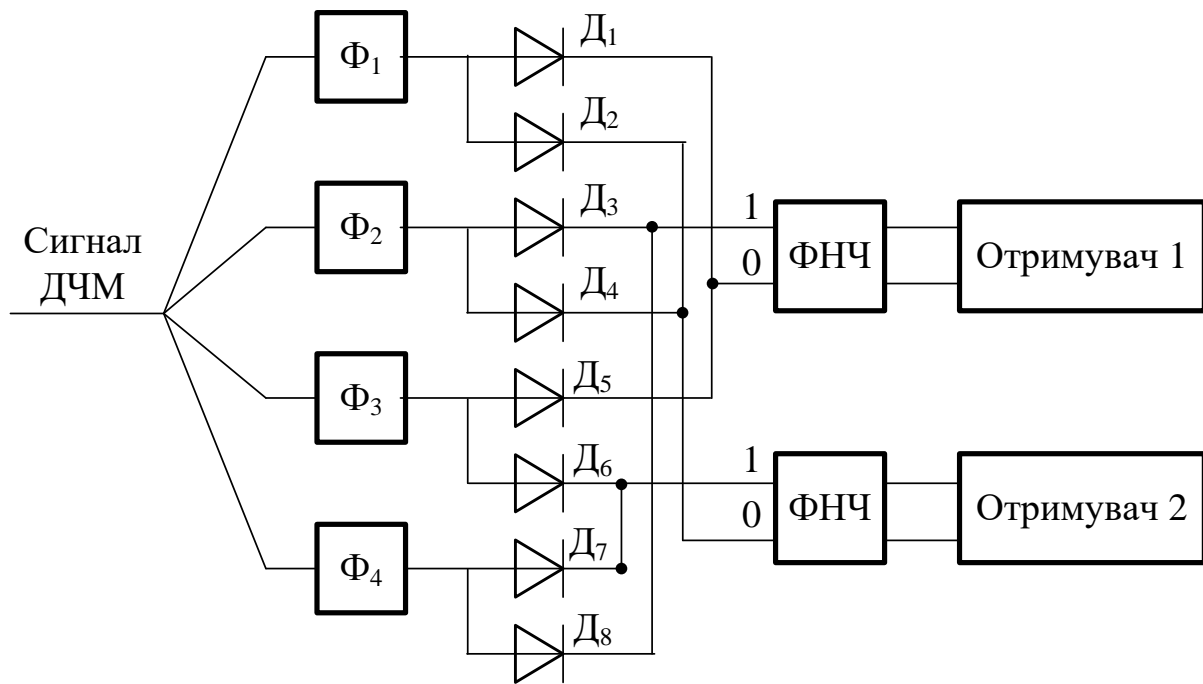 Сигнал
ДЧМ
Ф₁
Ф₂
Ф₃
Ф₄
Д₁
Д₂
Д₃
Д₄
Д₅
Д₆
Д₇
Д₈
1
0
ФНЧ
Отримувач 1
1
0
ФНЧ
Отримувач 2